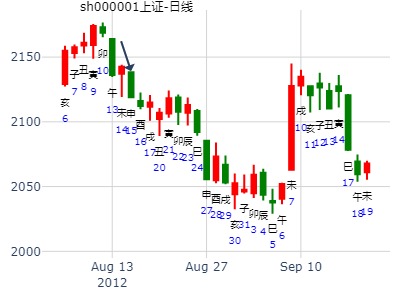 sh000001上证-日线
2150
2100
2050
2000
亥
6
子
7
丑
8
寅
9
卯
10
午
13
未
14
申
15
酉
16
戌
17
丑
20
寅
21
卯
22
辰
23
巳
24
申
27
酉
28
戌
29
亥
30
子
31
卯
3
辰
4
巳
5
午
6
未
7
戌
10
亥
11
子
12
丑
13
寅
14
巳
17
午
18
未
19
Aug 13
2012
Aug 27
Sep 10